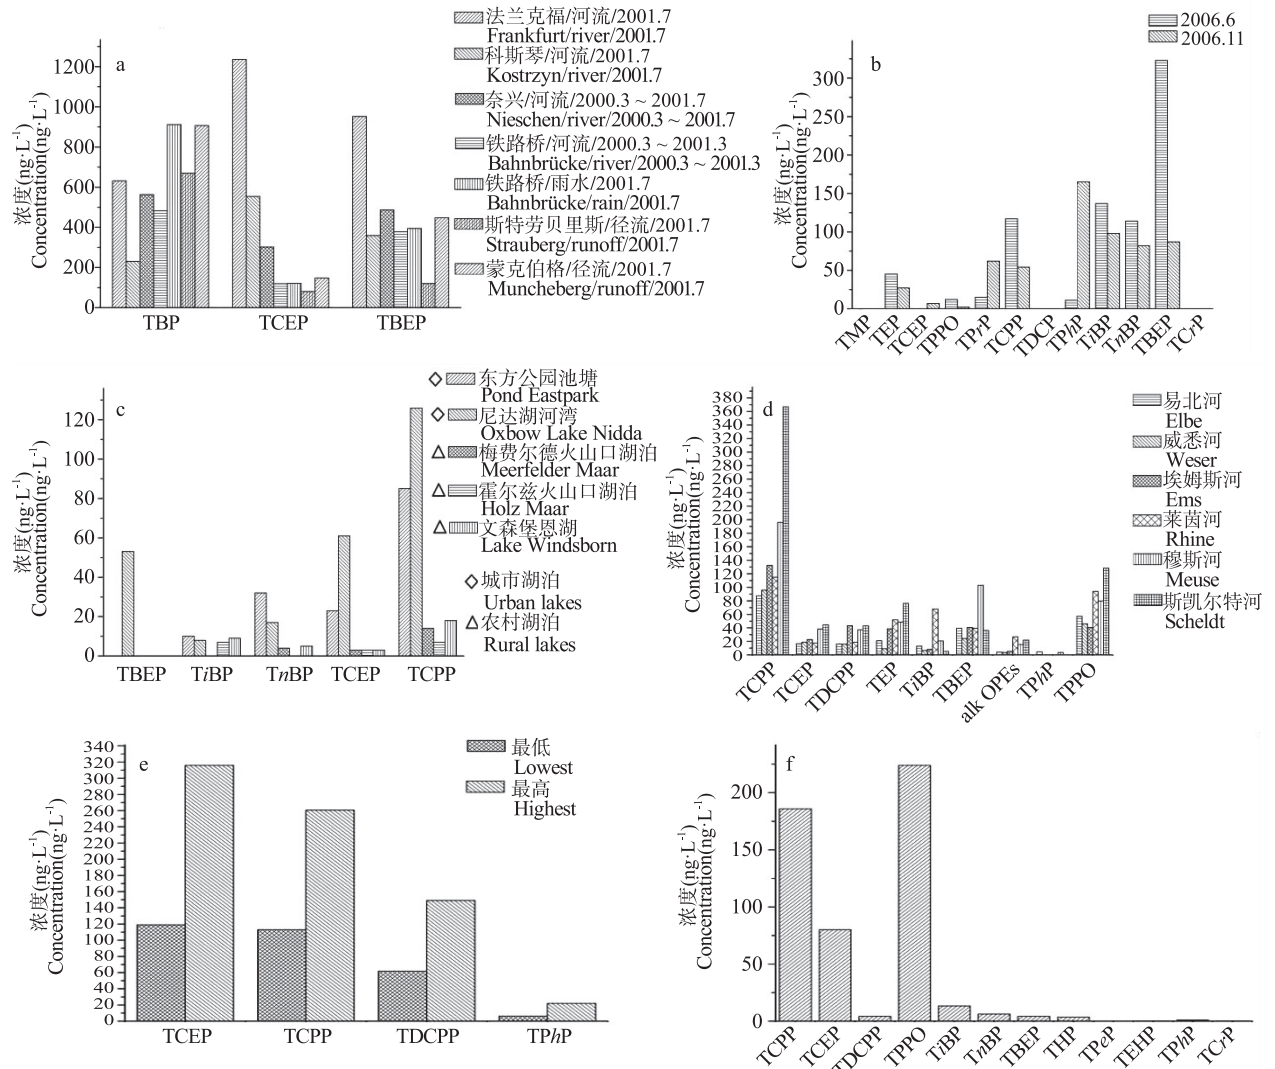 a
1200
1000
800
600
400
200
0
浓度(ng·L⁻¹)
Concentration(ng·L⁻¹)
TBP TCEP TBEP
法兰克福/河流/2001.7
Frankfurt/river/2001.7
科斯琴/河流/2001.7
Kostrzyn/river/2001.7
奈兴/河流/2000.3 ~ 2001.7
Nieschen/river/2000.3 ~ 2001.7
铁路桥/河流/2000.3 ~ 2001.3
Bahnbrücke/river/2000.3 ~ 2001.3
铁路桥/雨水/2001.7
Bahnbrücke/rain/2001.7
斯特劳贝里斯/径流/2001.7
Strauberg/runoff/2001.7
蒙克伯格/径流/2001.7
Muncheberg/runoff/2001.7
b
2006.6
2006.11
300
250
200
150
100
50
0
浓度(ng·L⁻¹)
Concentration(ng·L⁻¹)
TMP TEP TCEP TPPO TPrP TCPP TDCP TPhP TiBP TnBP TBEP TCrP
c
120
100
80
60
40
20
0
浓度(ng·L⁻¹)
Concentration(ng·L⁻¹)
TBEP TiBP TnBP TCEP TCPP
东方公园池塘
Pond Eastpark
尼达湖河湾
Oxbow Lake Nidda
梅费尔德火山口湖泊
Meerfelder Maar
霍尔兹火山口湖泊
Holz Maar
文森堡恩湖
Lake Windsborn
城市湖泊
Urban lakes
农村湖泊
Rural lakes
d
380
360
340
320
300
280
260
240
220
200
180
160
140
120
100
80
60
40
20
0
浓度(ng·L⁻¹)
Concentration(ng·L⁻¹)
TCPP TCEP TDCPP TEP TiBP TBEP alk OPEs TPhP TPPO
易北河
Elbe
威悉河
Weser
埃姆斯河
Ems
莱茵河
Rhine
穆斯河
Meuse
斯凯尔特河
Scheldt
e
340
320
300
280
260
240
220
200
180
160
140
120
100
80
60
40
20
0
浓度(ng·L⁻¹)
Concentration(ng·L⁻¹)
TCEP TCPP TDCPP TPhP
最低
Lowest
最高
Highest
f
200
150
100
50
0
浓度(ng·L⁻¹)
Concentration(ng·L⁻¹)
TCPP TCEP TDCPP TPPO TiBP TnBP TBEP THP TPeP TEHP TPhP TCrP